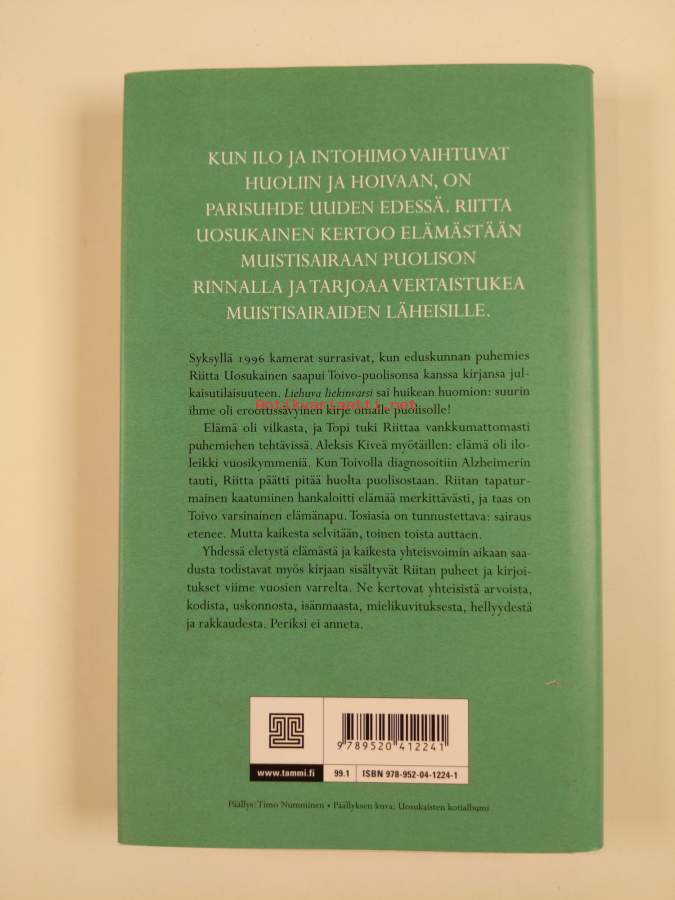 KUN ILO JA INTOHIMO VAIHTUVAT
HUOLIIN JA HOIVAAN, ON
PARISUHDE UUDEN EDESSÄ. RIITTA
UOSUKAINEN KERTOO ELÄMÄSTÄÄN
MUISTISAIRAAN PUOLISON
RINNALLA JA TARJOAA VERTAISTUKEA
MUISTISAIRAIDEN LÄHEISILLE.
Syksyllä 1996 kamerat surrasivat, kun eduskunnan puhemies
Riitta Uosukainen saapui Toivo-puolisonsa kanssa kirjansa jul-
kaisutilaisuuteen. Liehuva liekinvarsi sai huikean huomion: suurin
ihme oli eroottissävyinen kirje omalle puolisolle!
Antikvariaatti.net
Elämä oli vilkasta, ja Topi tuki Riittaa vankkumattomasti
puhemiehen tehtävissä. Aleksis Kiveä myötäillen: elämä oli ilo-
leikki vuosikymmeniä. Kun Toivolla diagnosoitiin Alzheimerin
tauti, Riitta päätti pitää huolta puolisostaan. Riitan tapatur-
mainen kaatuminen hankaloitti elämää merkittävästi, ja taas on
Toivo varsinainen elämänapu. Tosiasia on tunnustettava: sairaus
etenee. Mutta kaikesta selvitään, toinen toista auttaen.
Yhdessä eletystä elämästä ja kaikesta yhteisvoimin aikaan saa-
dusta todistavat myös kirjaan sisältyvät Riitan puheet ja kirjoi-
tukset viime vuosien varrelta. Ne kertovat yhteisistä arvoista,
kodista, uskonnosta, isänmaasta, mielikuvituksesta, hellyydestä
ja rakkaudesta. Periksi ei anneta.
9 789520 412241
www.tammi.fi
99.1
ISBN 978-952-04-1224-1
Päällys: Timo Numminen • Päällyksen kuva: Uosukaisten kotialbumi